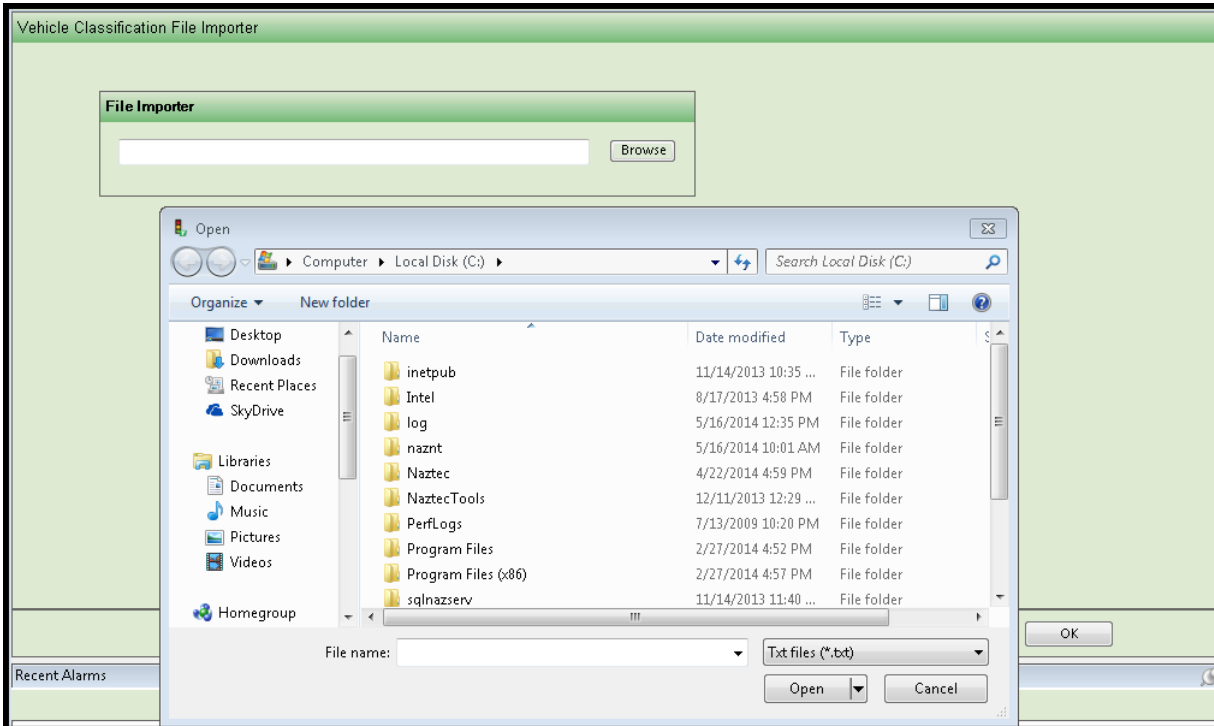 Vehicle Classification File Importer
File Importer
Browse
Open
Computer Local Disk (C:)
Search Local Disk (C:)
Organize New folder
Desktop
Downloads
Recent Places
SkyDrive
Libraries
Documents
Music
Pictures
Videos
Homegroup
Name Date modified Type S
inetpub 11/14/2013 10:35 ... File folder
Intel 8/17/2013 4:58 PM File folder
log 5/16/2014 12:35 PM File folder
naznt 5/16/2014 10:01 AM File folder
Naztec 4/22/2014 4:59 PM File folder
NaztecTools 12/11/2013 12:29 ... File folder
PerfLogs 7/13/2009 10:20 PM File folder
Program Files 2/27/2014 4:52 PM File folder
Program Files (x86) 2/27/2014 4:57 PM File folder
sqlnazserv 11/14/2013 11:40 ... File folder
File name: Txt files (*.txt)
Open Cancel
OK
Recent Alarms